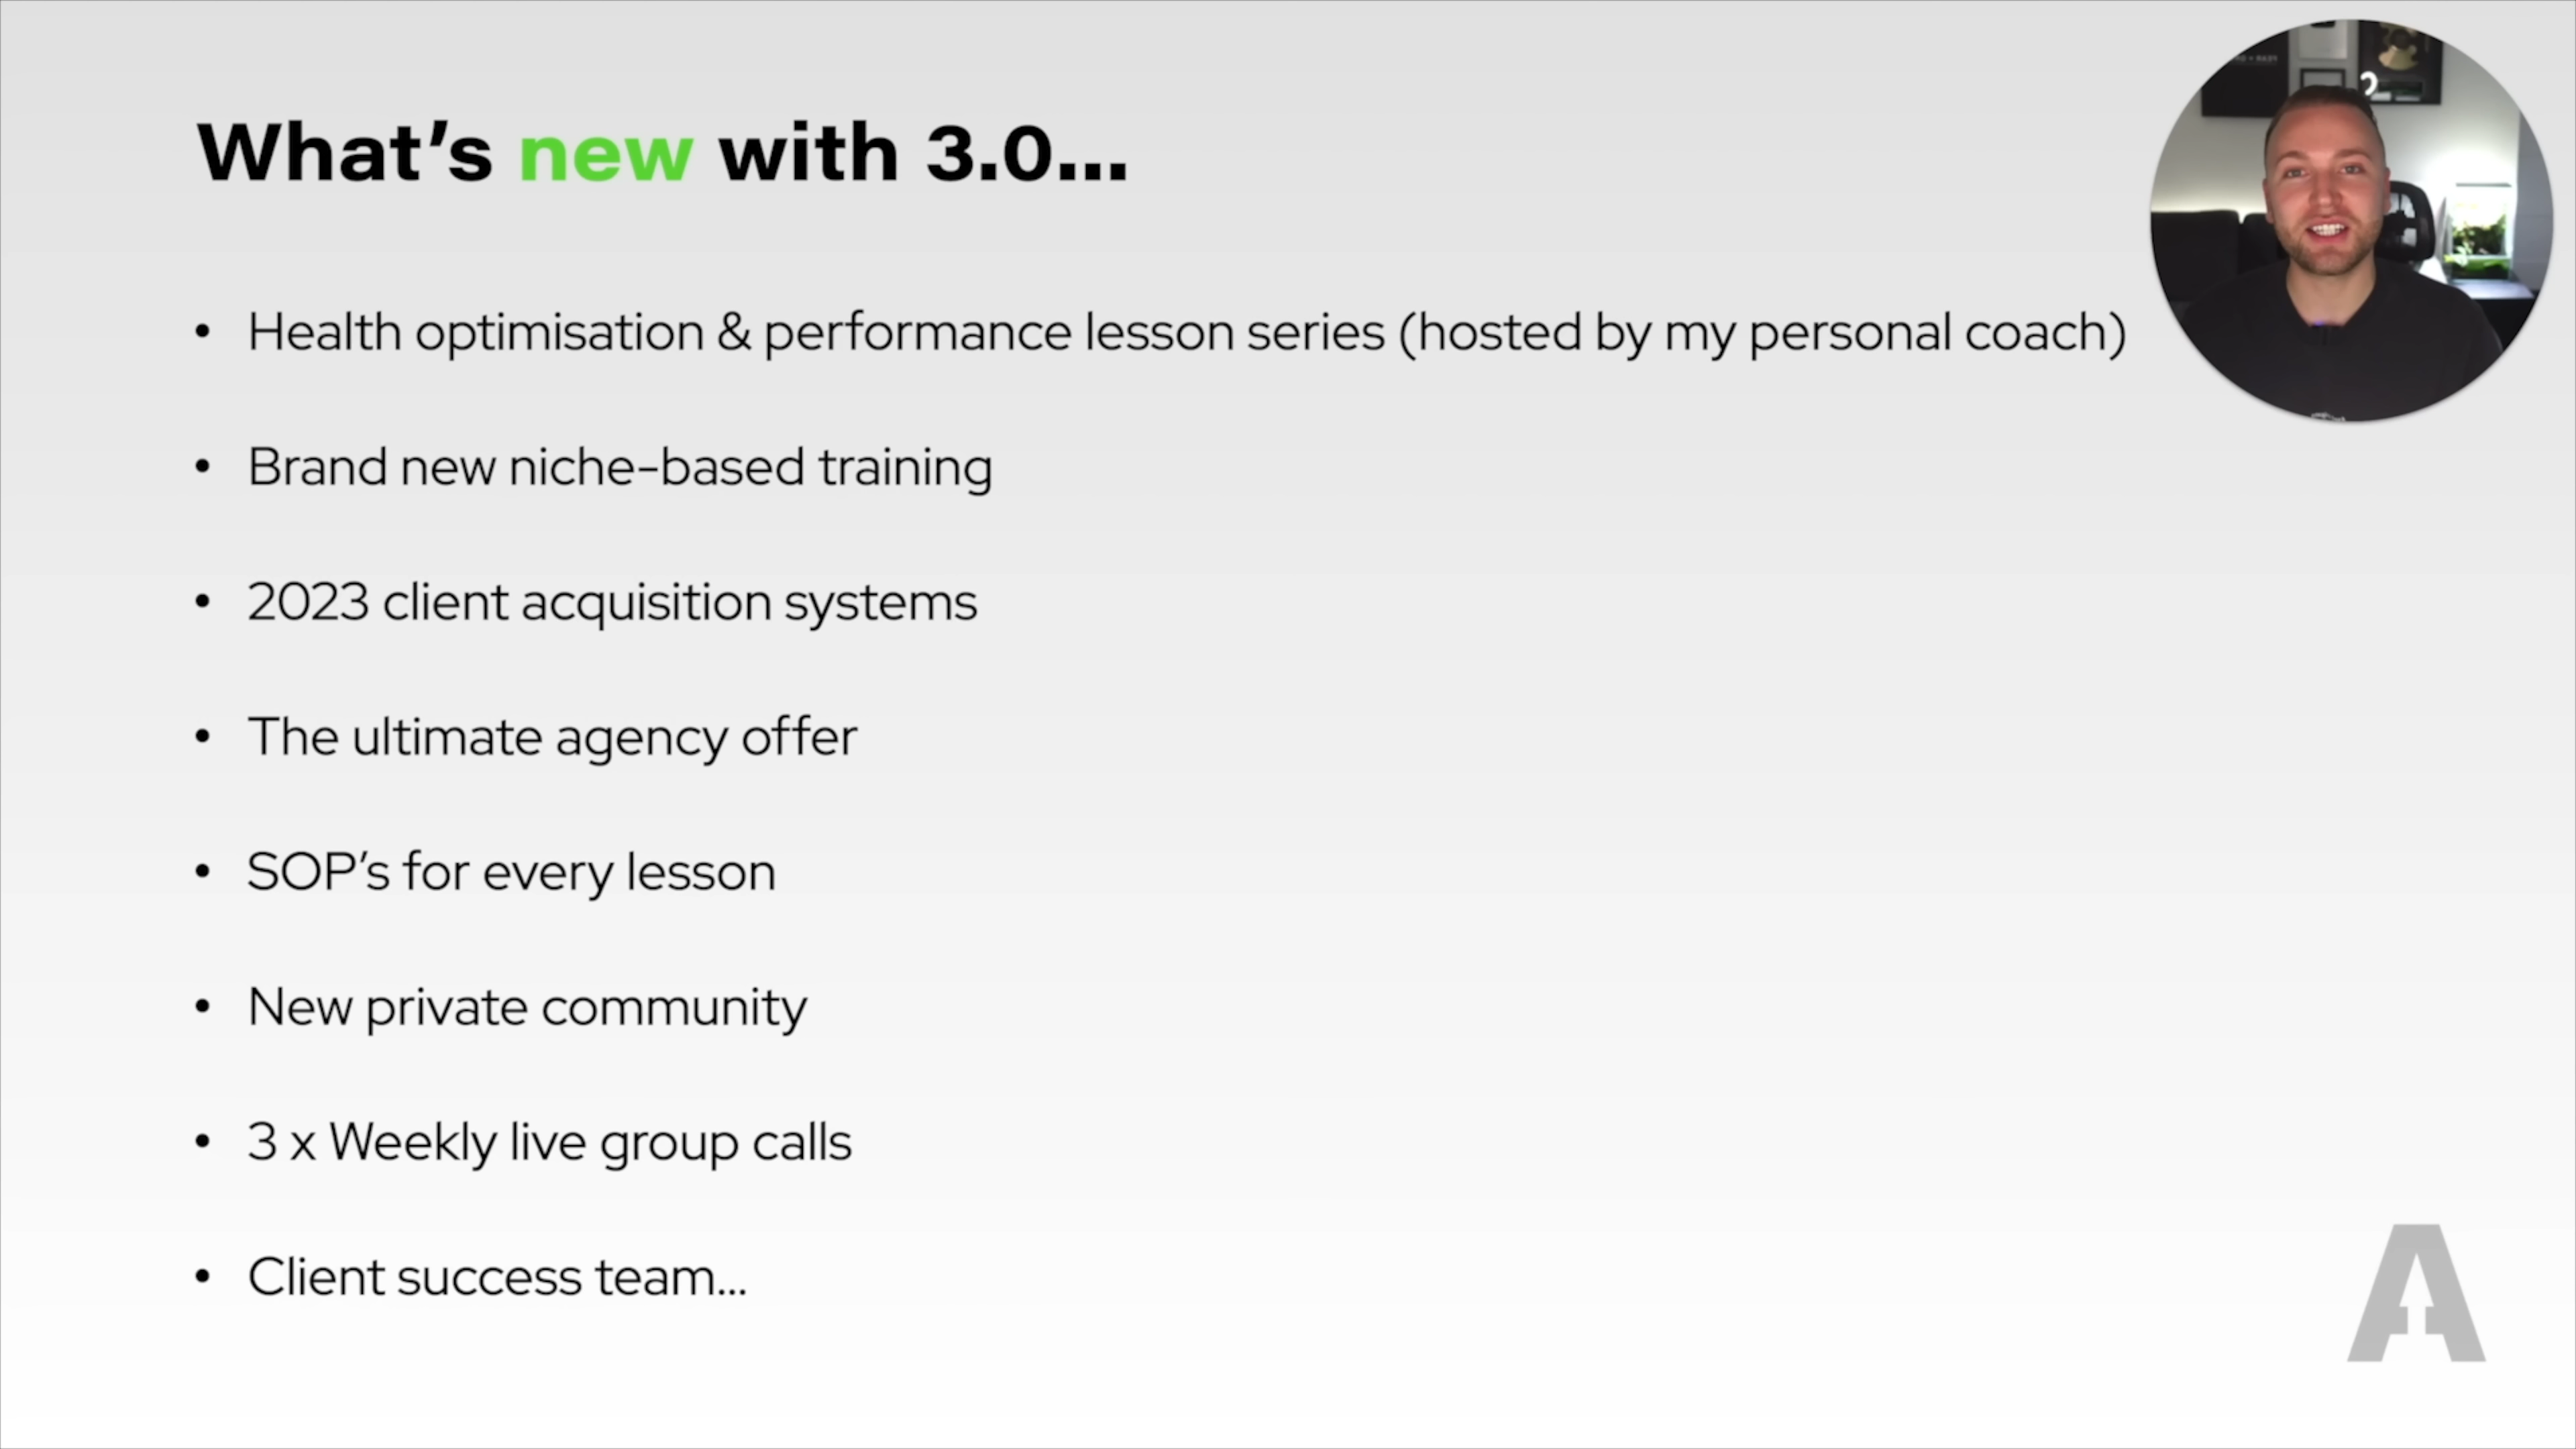 What’s new with 3.0...
• Health optimisation & performance lesson series (hosted by my personal coach)
• Brand new niche-based training
• 2023 client acquisition systems
• The ultimate agency offer
• SOP’s for every lesson
• New private community
• 3 x Weekly live group calls
• Client success team...